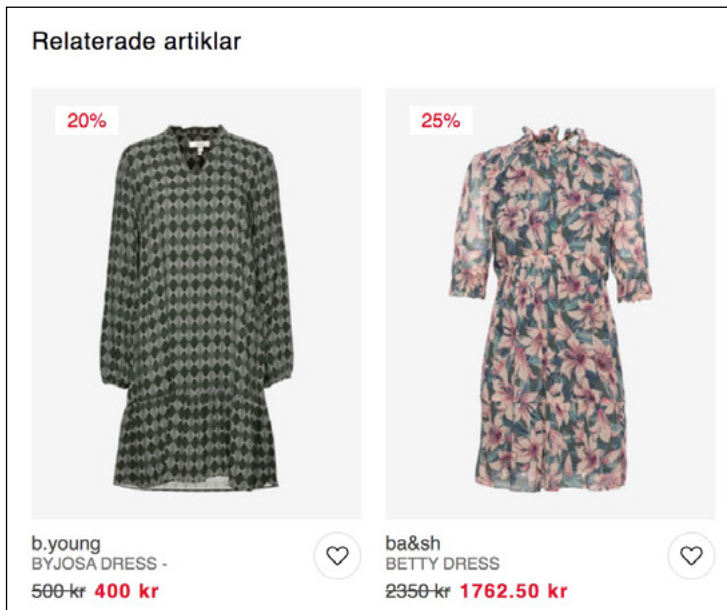 Relaterade artiklar
20%
b.young
BYJOSA DRESS -
500 kr 400 kr
25%
ba&sh
BETTY DRESS
2350 kr 1762.50 kr